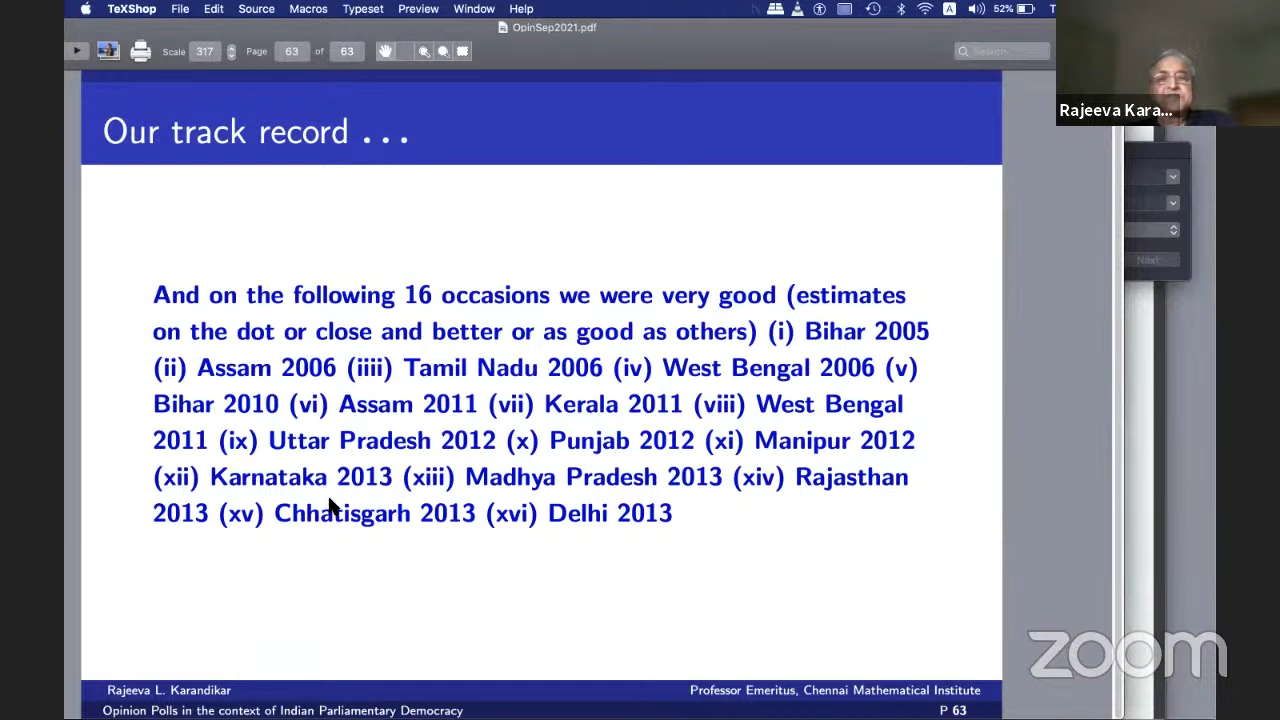 TeXShop File Edit Source Macros Typeset Preview Window Help
A 52%
OpinSep2021.pdf
Scale 317 Page 63 of 63 Search
Rajeeva Kara...
Our track record ...
Next
And on the following 16 occasions we were very good (estimates
on the dot or close and better or as good as others) (i) Bihar 2005
(ii) Assam 2006 (iiii) Tamil Nadu 2006 (iv) West Bengal 2006 (v)
Bihar 2010 (vi) Assam 2011 (vii) Kerala 2011 (viii) West Bengal
2011 (ix) Uttar Pradesh 2012 (x) Punjab 2012 (xi) Manipur 2012
(xii) Karnataka 2013 (xiii) Madhya Pradesh 2013 (xiv) Rajasthan
2013 (xv) Chhatisgarh 2013 (xvi) Delhi 2013
zoom
Rajeeva L. Karandikar Professor Emeritus, Chennai Mathematical Institute
Opinion Polls in the context of Indian Parliamentary Democracy P 63